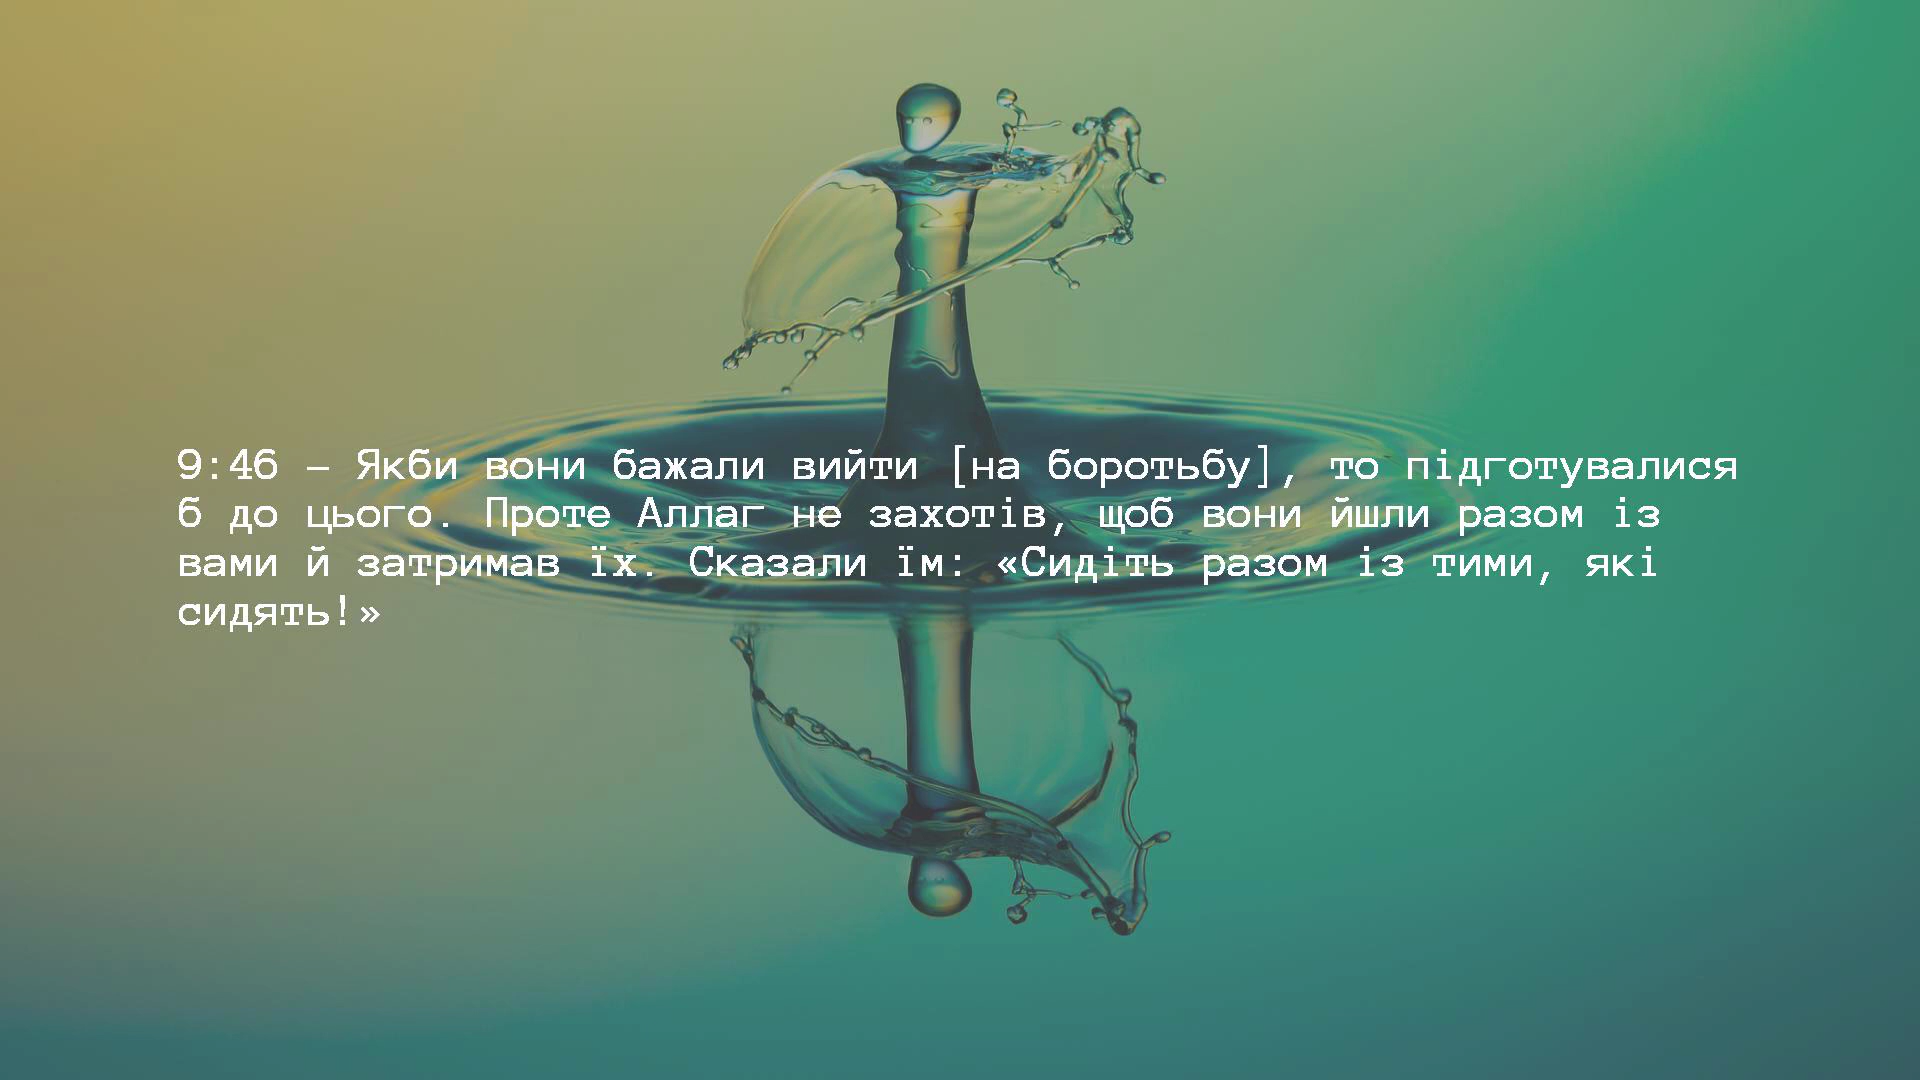 9:46 – Якби вони бажали вийти [на боротьбу], то підготувалися
б до цього. Проте Аллаг не захотів, щоб вони йшли разом із
вами й затримав їх. Сказали їм: «Сидіть разом із тими, які
сидять!»